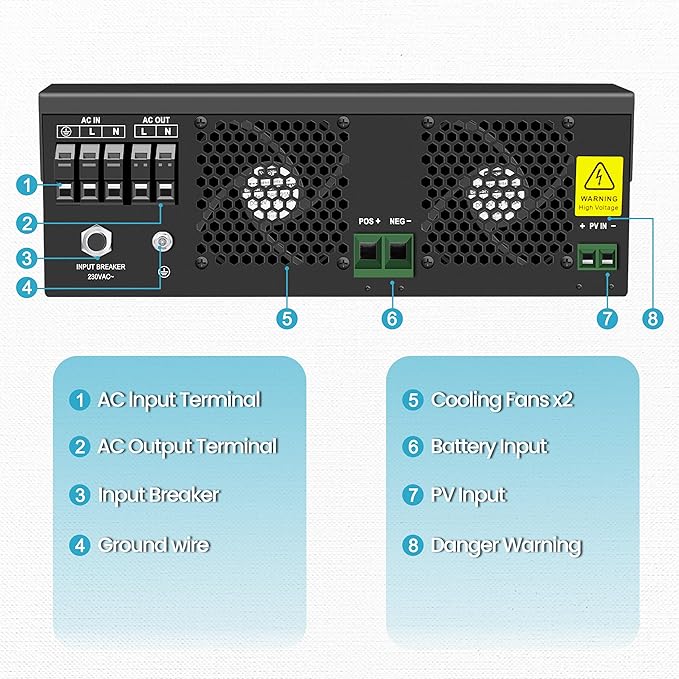 AC IN
AC OUT
L
N
L
N
POS +
NEG −
WARNING
High Voltage
+ PV IN −
INPUT BREAKER
230VAC~
1
2
3
4
5
6
7
8
1 AC Input Terminal
2 AC Output Terminal
3 Input Breaker
4 Ground wire
5 Cooling Fans x2
6 Battery Input
7 PV Input
8 Danger Warning